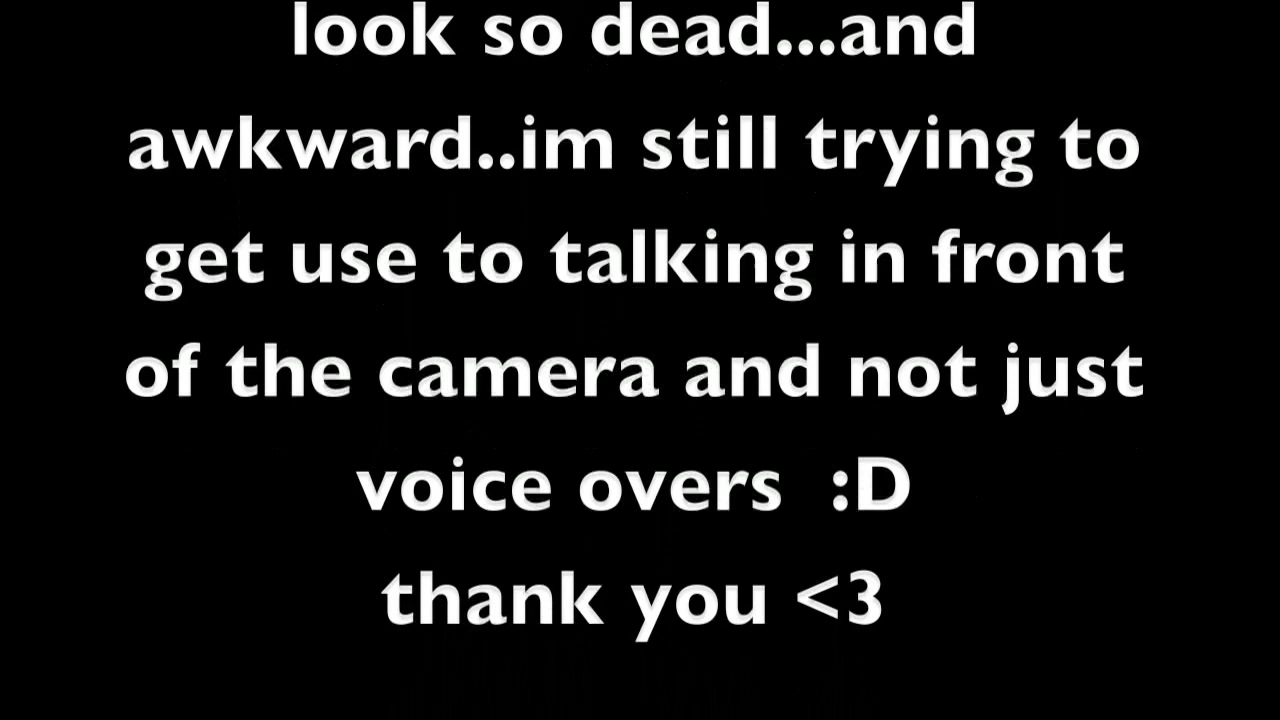 look so dead...and
awkward..im still trying to
get use to talking in front
of the camera and not just
voice overs  :D
thank you <3